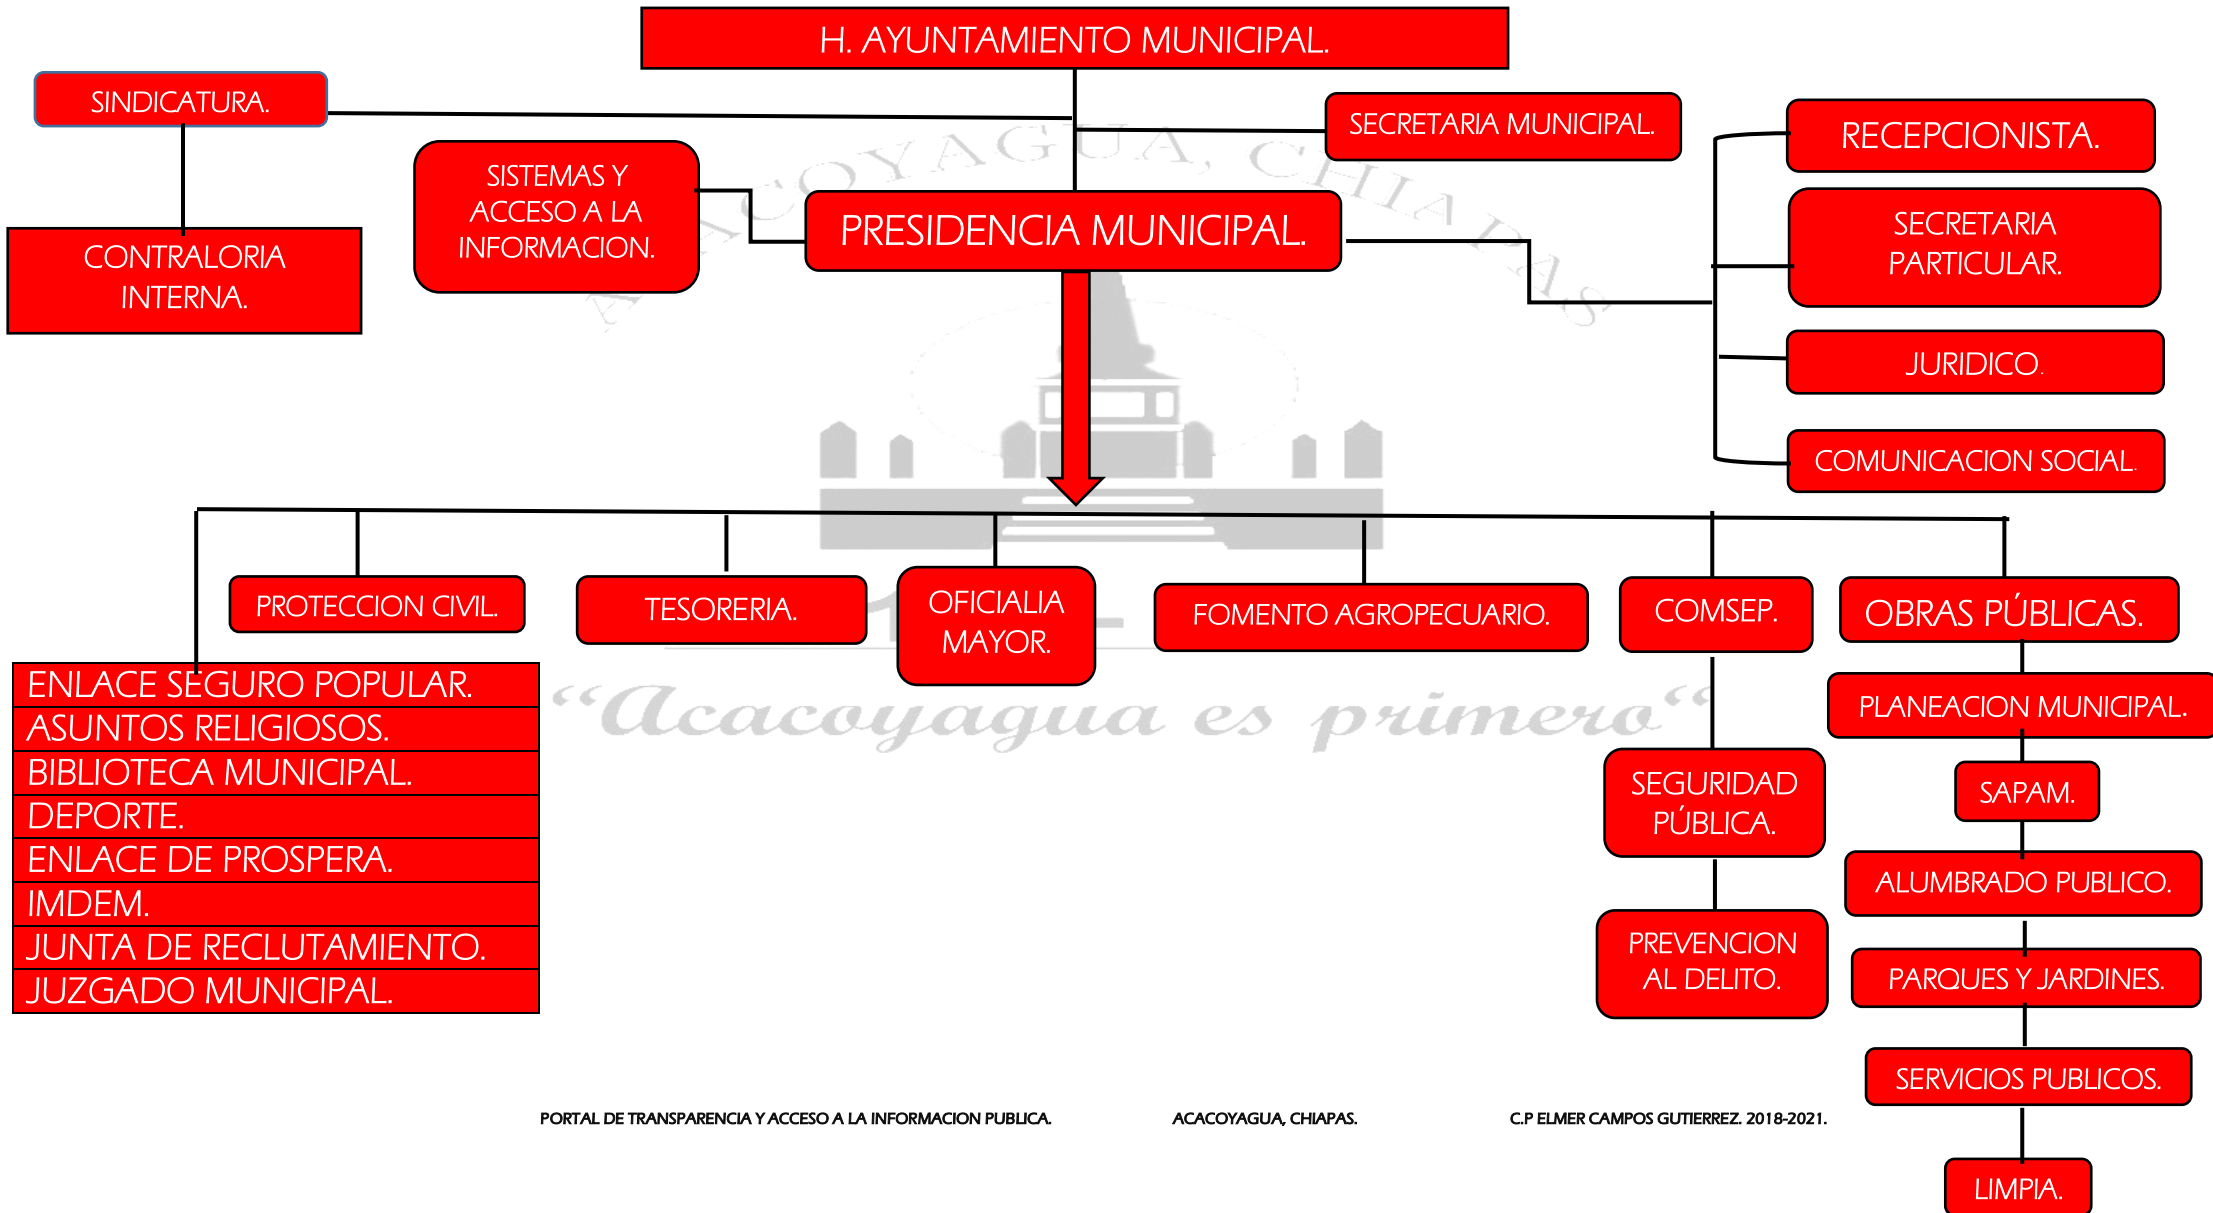 H. AYUNTAMIENTO MUNICIPAL.
SINDICATURA.
SECRETARIA MUNICIPAL.
RECEPCIONISTA.
ACACOYAGUA, CHIAPAS
SISTEMAS Y
ACCESO A LA
INFORMACION.
PRESIDENCIA MUNICIPAL.
SECRETARIA
PARTICULAR.
CONTRALORIA
INTERNA.
JURIDICO.
COMUNICACION SOCIAL.
PROTECCION CIVIL.
TESORERIA.
OFICIALIA
MAYOR.
FOMENTO AGROPECUARIO.
COMSEP.
OBRAS PÚBLICAS.
ENLACE SEGURO POPULAR.
ASUNTOS RELIGIOSOS.
BIBLIOTECA MUNICIPAL.
DEPORTE.
ENLACE DE PROSPERA.
IMDEM.
JUNTA DE RECLUTAMIENTO.
JUZGADO MUNICIPAL.
“Acacoyagua es primero“
PLANEACION MUNICIPAL.
SEGURIDAD
PÚBLICA.
SAPAM.
ALUMBRADO PUBLICO.
PREVENCION
AL DELITO.
PARQUES Y JARDINES.
SERVICIOS PUBLICOS.
LIMPIA.
PORTAL DE TRANSPARENCIA Y ACCESO A LA INFORMACION PUBLICA. ACACOYAGUA, CHIAPAS. C.P ELMER CAMPOS GUTIERREZ. 2018-2021.